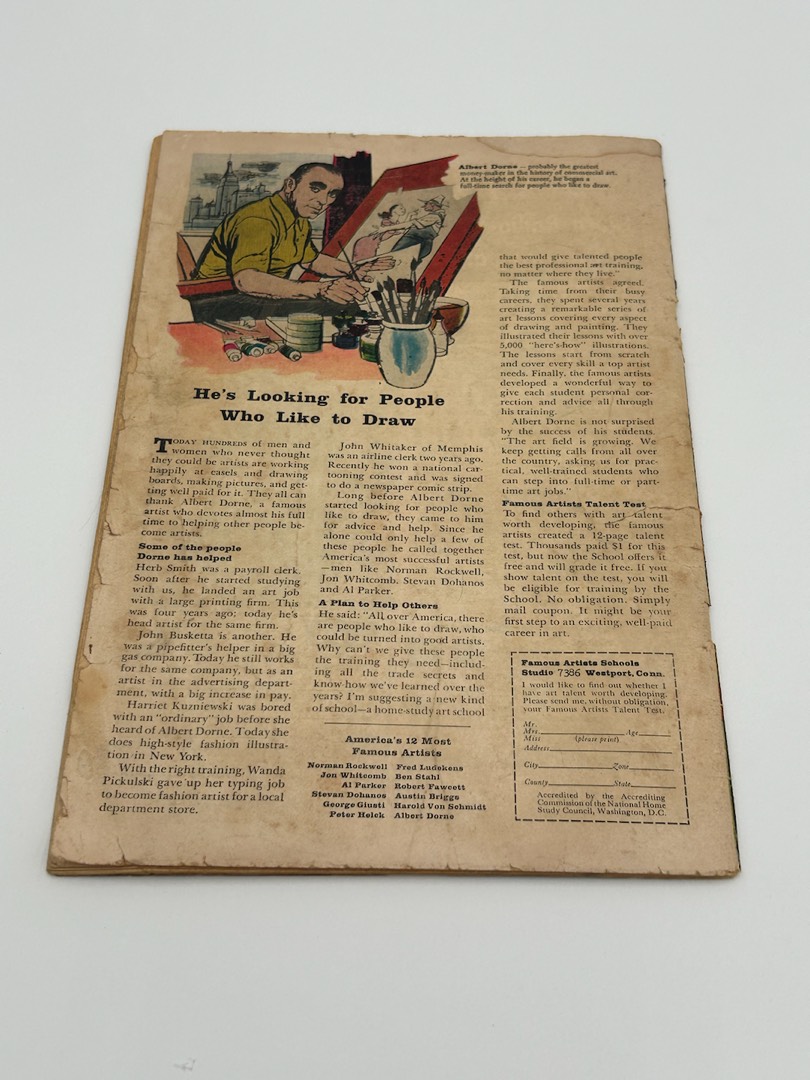 Albert Dorne — probably the greatest
money-maker in the history of commercial art.
At the height of his career, he began a
full-time search for people who like to draw.
He's Looking for People
Who Like to Draw
TODAY HUNDREDS of men and
women who never thought
they could be artists are working
happily at easels and drawing
boards, making pictures, and get-
ting well paid for it. They all can
thank Albert Dorne, a famous
artist who devotes almost his full
time to helping other people be-
come artists.
Some of the people
Dorne has helped
Herb Smith was a payroll clerk.
Soon after he started studying
with us, he landed an art job
with a large printing firm. This
was four years ago; today he's
head artist for the same firm.
John Busketta is another. He
was a pipefitter's helper in a big
gas company. Today he still works
for the same company, but as an
artist in the advertising depart-
ment, with a big increase in pay.
Harriet Kuzniewski was bored
with an "ordinary" job before she
heard of Albert Dorne. Today she
does high-style fashion illustra-
tion in New York.
With the right training, Wanda
Pickulski gave up her typing job
to become fashion artist for a local
department store.
John Whitaker of Memphis
was an airline clerk two years ago.
Recently he won a national car-
tooning contest and was signed
to do a newspaper comic strip.
Long before Albert Dorne
started looking for people who
like to draw, they came to him
for advice and help. Since he
alone could only help a few of
these people he called together
America's most successful artists
—men like Norman Rockwell,
Jon Whitcomb, Stevan Dohanos
and Al Parker.
A Plan to Help Others
He said: "All over America, there
are people who like to draw, who
could be turned into good artists.
Why can't we give these people
the training they need—includ-
ing all the trade secrets and
know-how we've learned over the
years? I'm suggesting a new kind
of school—a home-study art school
that would give talented people
the best professional art training,
no matter where they live."
The famous artists agreed.
Taking time from their busy
careers, they spent several years
creating a remarkable series of
art lessons covering every aspect
of drawing and painting. They
illustrated their lessons with over
5,000 "here's-how" illustrations.
The lessons start from scratch
and cover every skill a top artist
needs. Finally, the famous artists
developed a wonderful way to
give each student personal cor-
rection and advice all through
his training.
Albert Dorne is not surprised
by the success of his students.
"The art field is growing. We
keep getting calls from all over
the country, asking us for prac-
tical, well-trained students who
can step into full-time or part-
time art jobs."
Famous Artists Talent Test
To find others with art talent
worth developing, the famous
artists created a 12-page talent
test. Thousands paid $1 for this
test, but now the School offers it
free and will grade it free. If you
show talent on the test, you will
be eligible for training by the
School. No obligation. Simply
mail coupon. It might be your
first step to an exciting, well-paid
career in art.
America's 12 Most
Famous Artists
Norman Rockwell Fred Ludekens
Jon Whitcomb Ben Stahl
Al Parker Robert Fawcett
Stevan Dohanos Austin Briggs
George Giusti Harold Von Schmidt
Peter Helck Albert Dorne
Famous Artists Schools
Studio 7386 Westport, Conn.
I would like to find out whether I
have art talent worth developing.
Please send me, without obligation,
your Famous Artists Talent Test.
Mr.
Mrs. Age
Miss (please print)
Address
City Zone
County State
Accredited by the Accrediting
Commission of the National Home
Study Council, Washington, D.C.